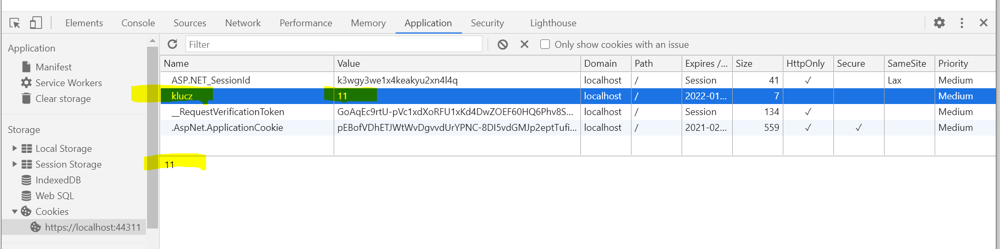 Elements Console Sources Network Performance Memory Application Security Lighthouse
Application
Manifest
Service Workers
Clear storage
Storage
Local Storage
Session Storage
IndexedDB
Web SQL
Cookies
https://localhost:44311
Filter Only show cookies with an issue
Name Value Domain Path Expires /... Size HttpOnly Secure SameSite Priority
ASP.NET_SessionId k3wgy3we1x4keakyu2xn4l4q localhost / Session 41 ✓ Lax Medium
klucz 11 localhost / 2022-01... 7 Medium
__RequestVerificationToken GoAqEc9rtU-pVc1xdXoRFU1xKd4DwZOEF60HQ6Phv8S... localhost / Session 134 ✓ Medium
.AspNet.ApplicationCookie pEBofVDhETJWtWvDgvvdUrYPNC-8DI5vdGMJp2eptTufi... localhost / 2021-02... 559 ✓ ✓ Medium
11